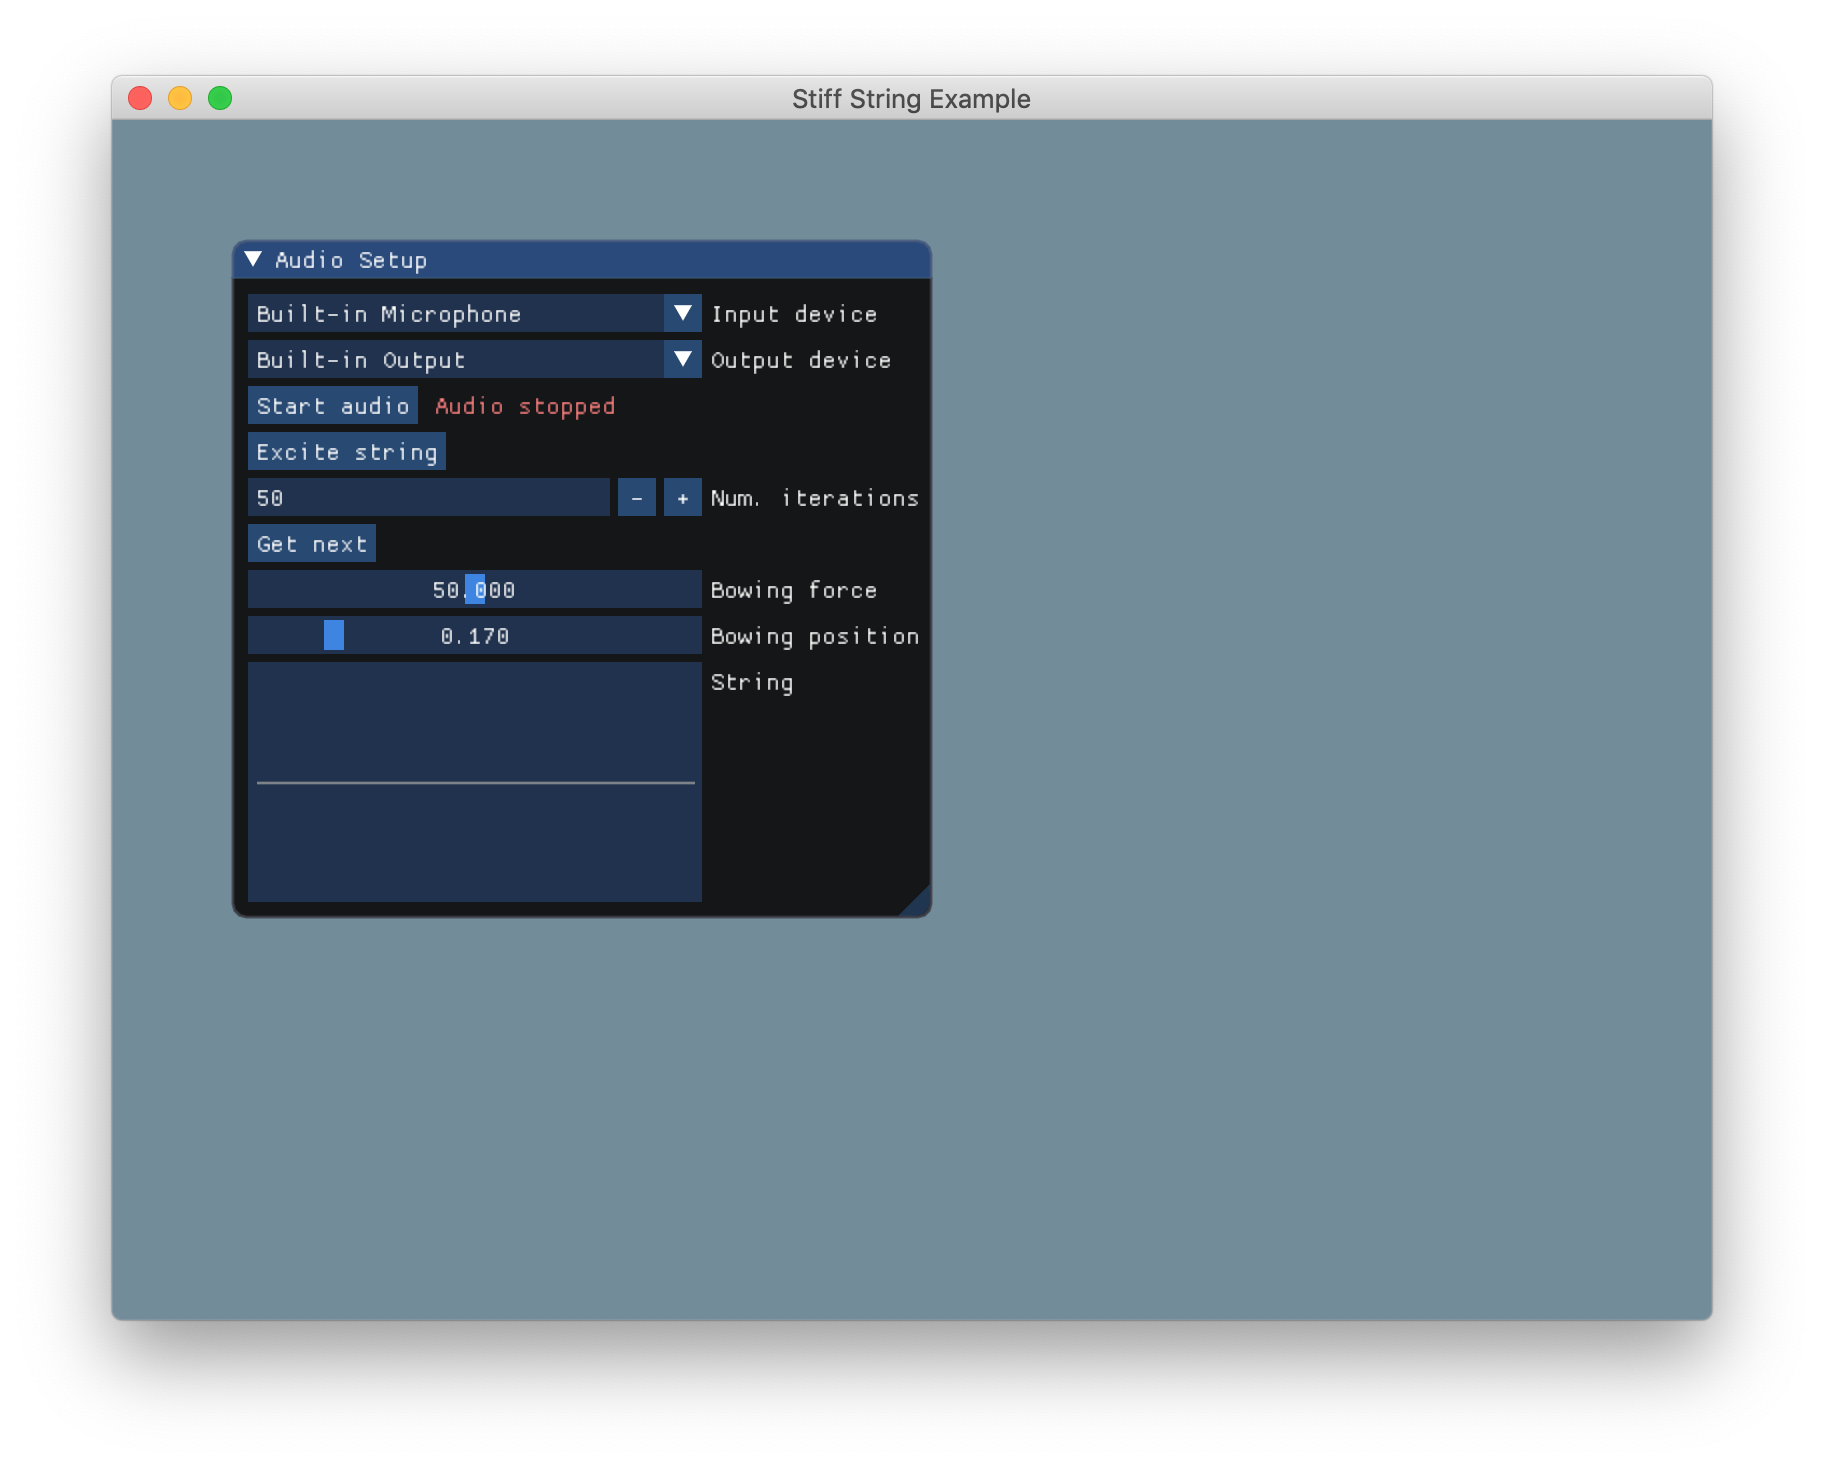 Stiff String Example
Audio Setup
Built-in Microphone Input device
Built-in Output Output device
Start audio Audio stopped
Excite string
50 - + Num. iterations
Get next
50.000 Bowing force
0.170 Bowing position
String